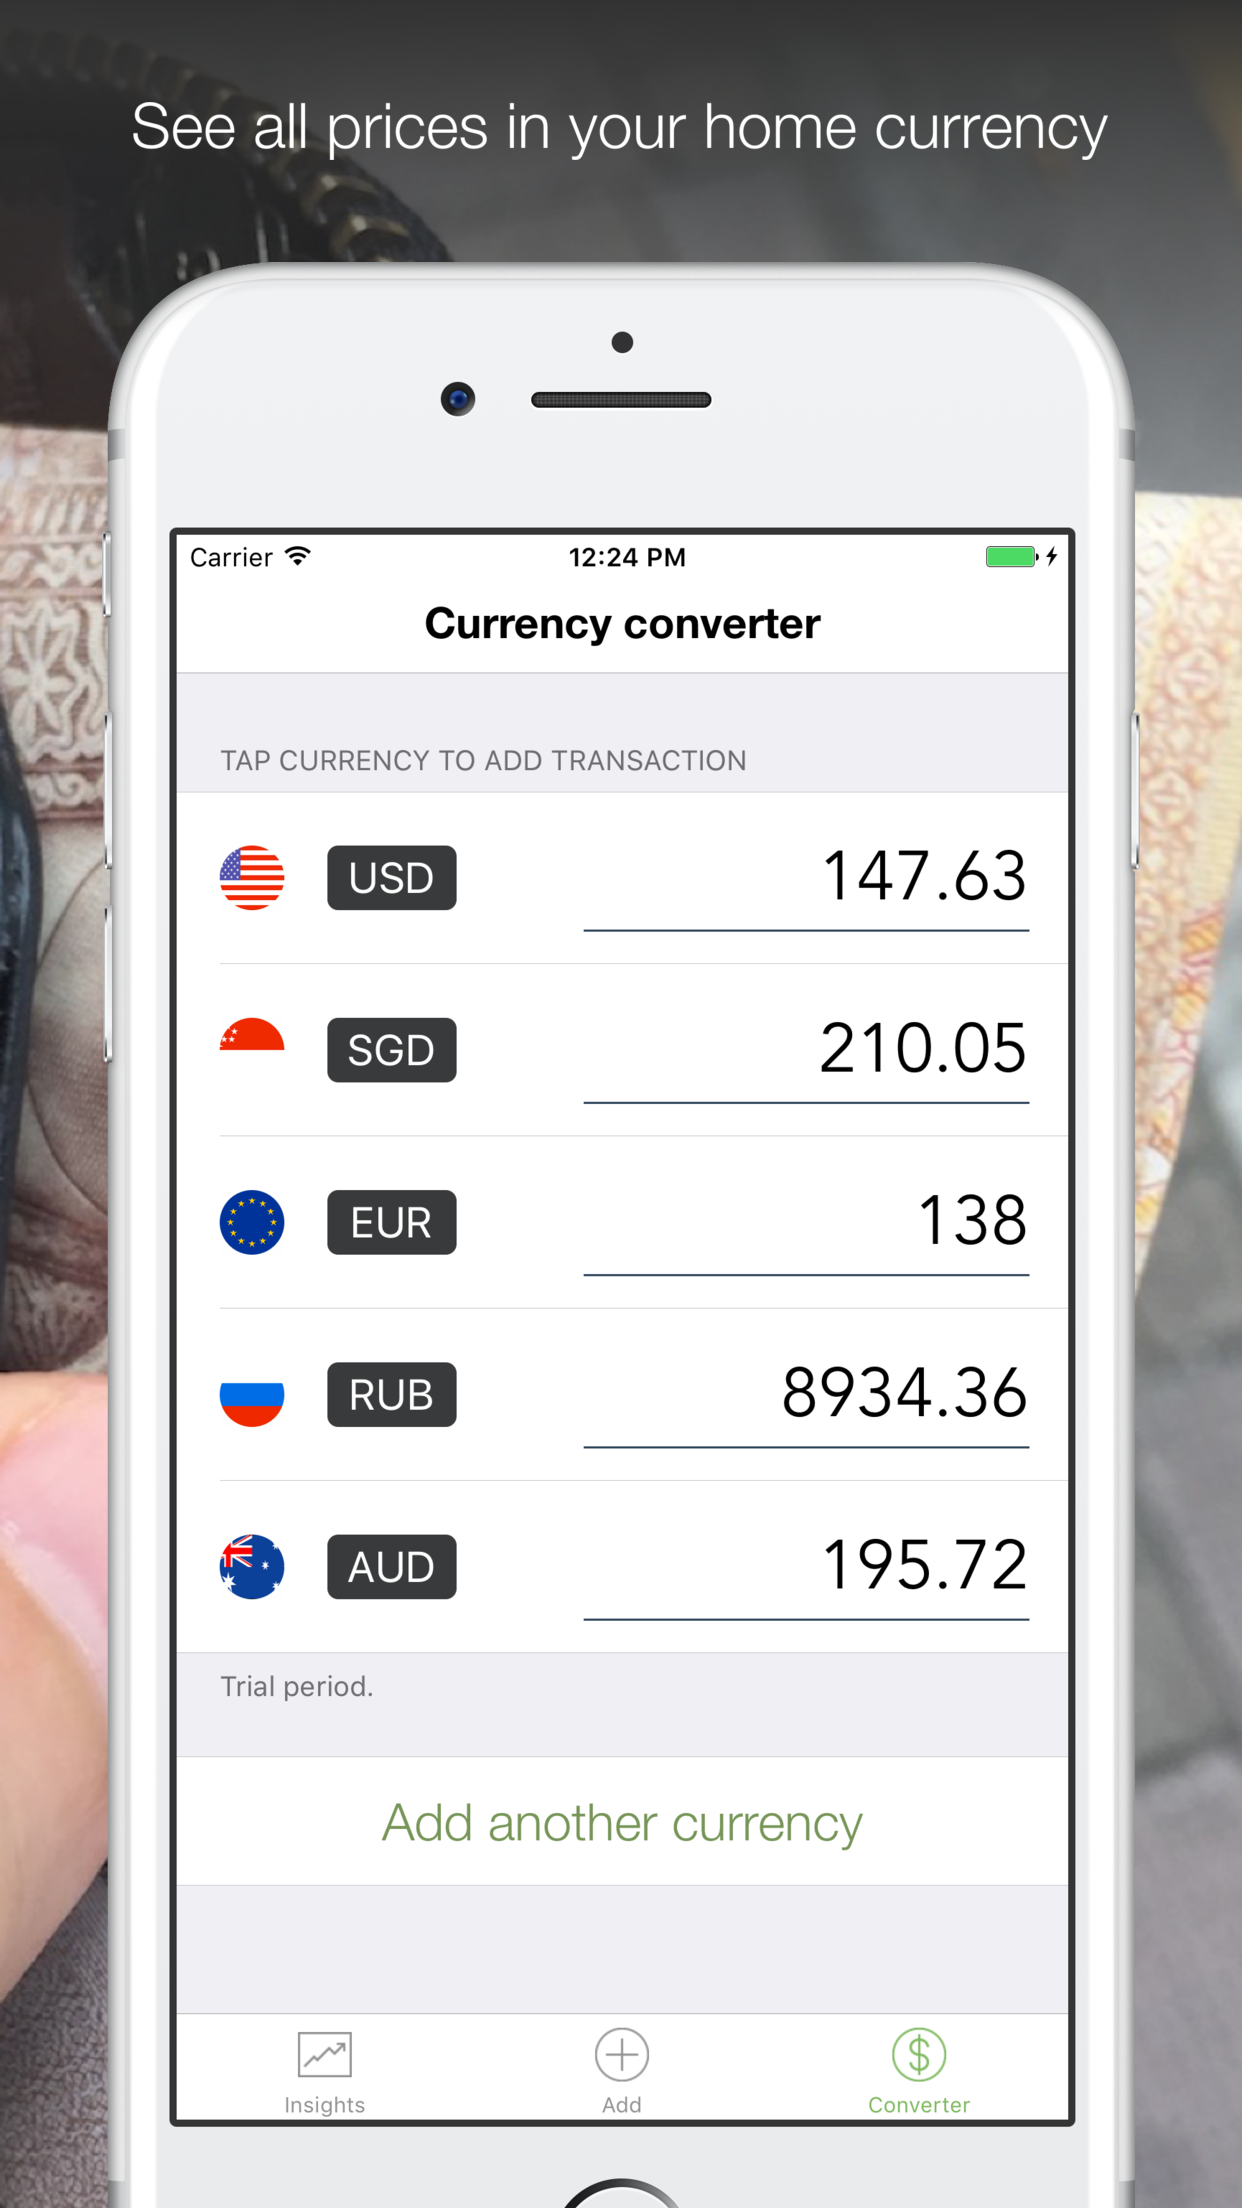 See all prices in your home currency
Carrier 12:24 PM
Currency converter
TAP CURRENCY TO ADD TRANSACTION
USD 147.63
SGD 210.05
EUR 138
RUB 8934.36
AUD 195.72
Trial period.
Add another currency
Insights Add Converter